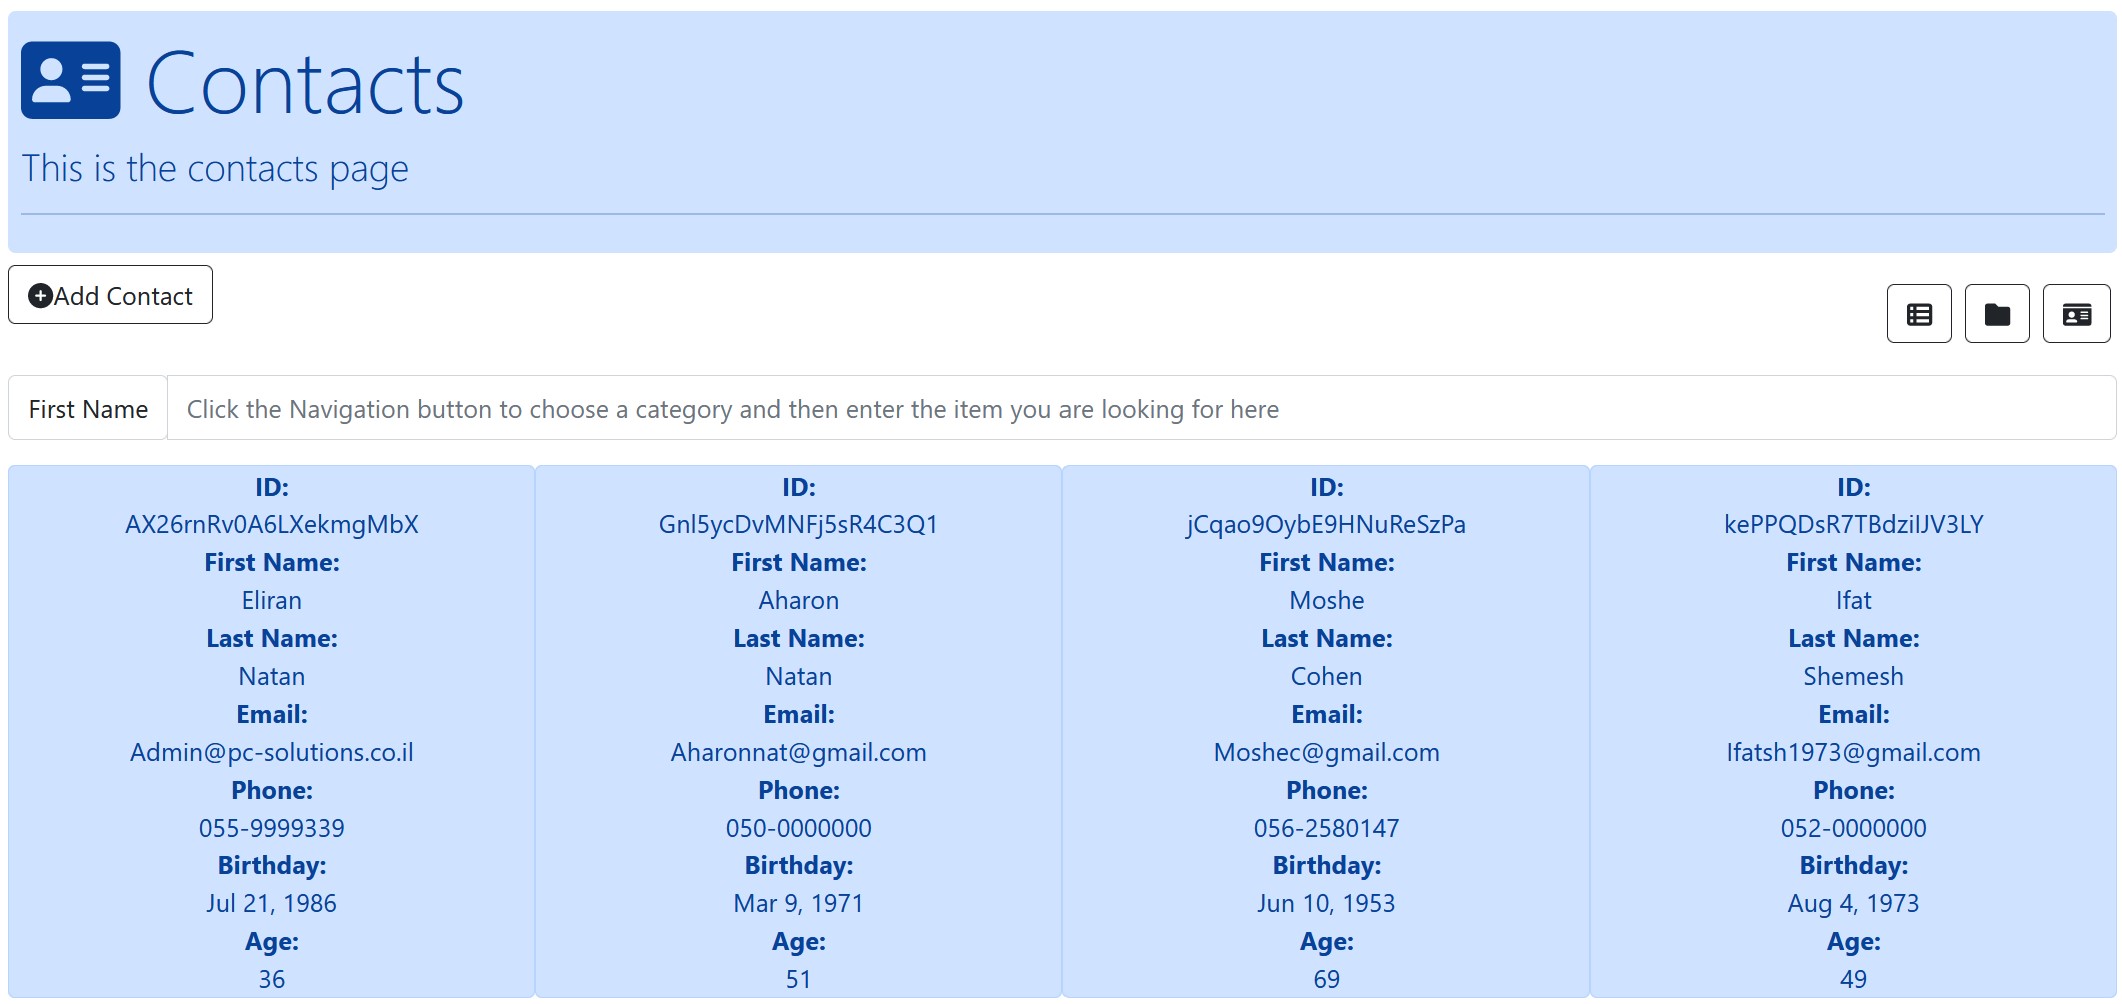 Contacts
This is the contacts page
Add Contact
First Name Click the Navigation button to choose a category and then enter the item you are looking for here
ID:
AX26rnRv0A6LXekmgMbX
First Name:
Eliran
Last Name:
Natan
Email:
Admin@pc-solutions.co.il
Phone:
055-9999339
Birthday:
Jul 21, 1986
Age:
36
ID:
Gnl5ycDvMNFj5sR4C3Q1
First Name:
Aharon
Last Name:
Natan
Email:
Aharonnat@gmail.com
Phone:
050-0000000
Birthday:
Mar 9, 1971
Age:
51
ID:
jCqao9OybE9HNuReSzPa
First Name:
Moshe
Last Name:
Cohen
Email:
Moshec@gmail.com
Phone:
056-2580147
Birthday:
Jun 10, 1953
Age:
69
ID:
kePPQDsR7TBdziIJV3LY
First Name:
Ifat
Last Name:
Shemesh
Email:
Ifatsh1973@gmail.com
Phone:
052-0000000
Birthday:
Aug 4, 1973
Age:
49